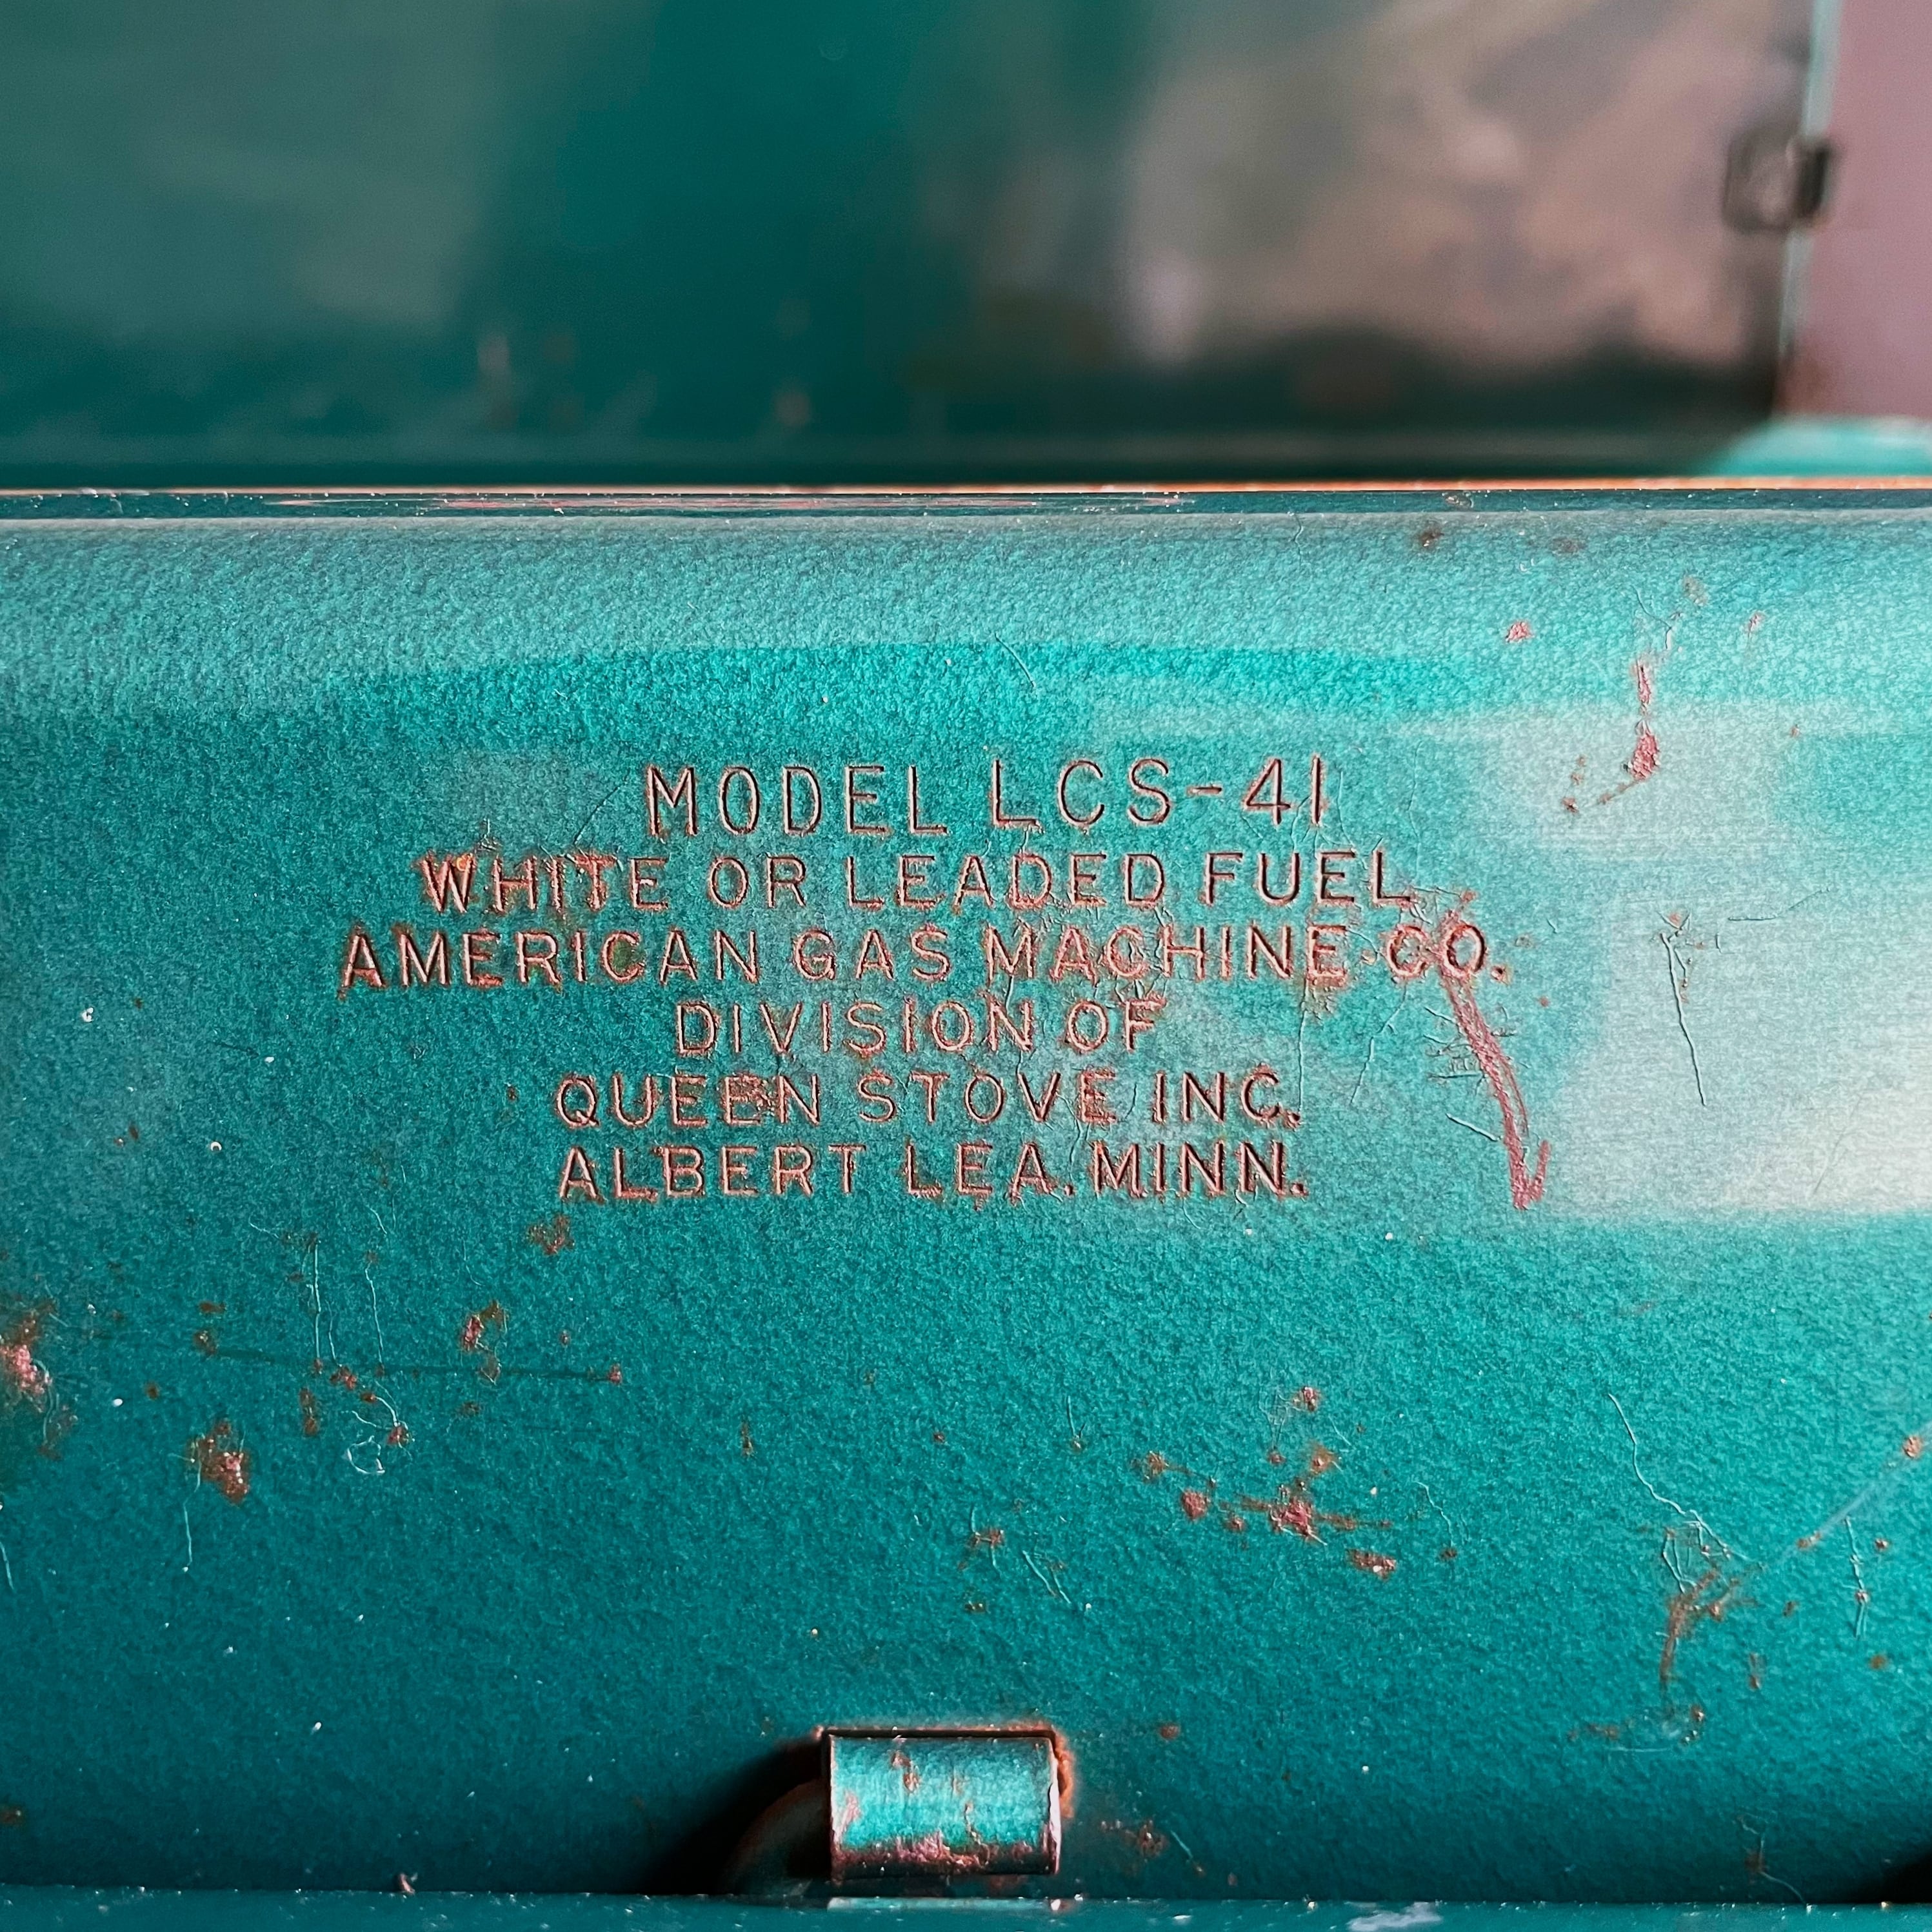 MODEL LCS-41
WHITE OR LEADED FUEL
AMERICAN GAS MACHINE CO.
DIVISION OF
QUEEN STOVE INC.
ALBERT LEA. MINN.